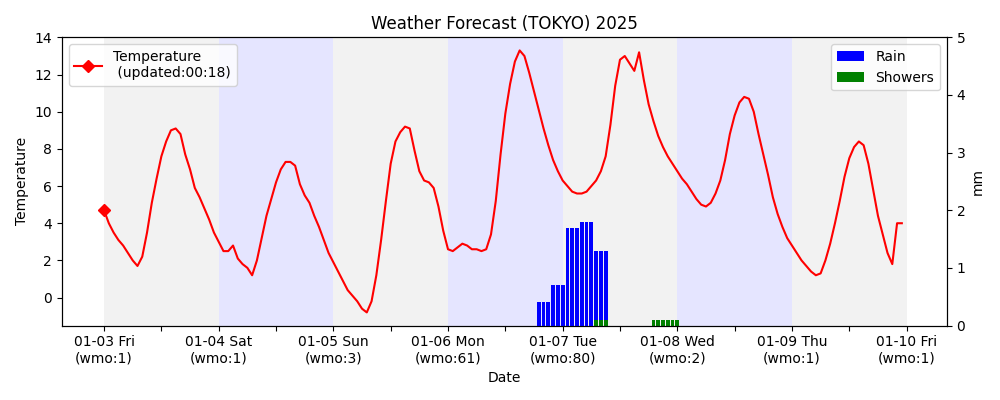 Weather Forecast (TOKYO) 2025
Temperature
(updated:00:18)
Rain
Showers
14
12
10
8
6
4
2
0
Temperature
5
4
3
2
1
0
mm
01-03 Fri
(wmo:1)
01-04 Sat
(wmo:1)
01-05 Sun
(wmo:3)
01-06 Mon
(wmo:61)
01-07 Tue
(wmo:80)
01-08 Wed
(wmo:2)
01-09 Thu
(wmo:1)
01-10 Fri
(wmo:1)
Date